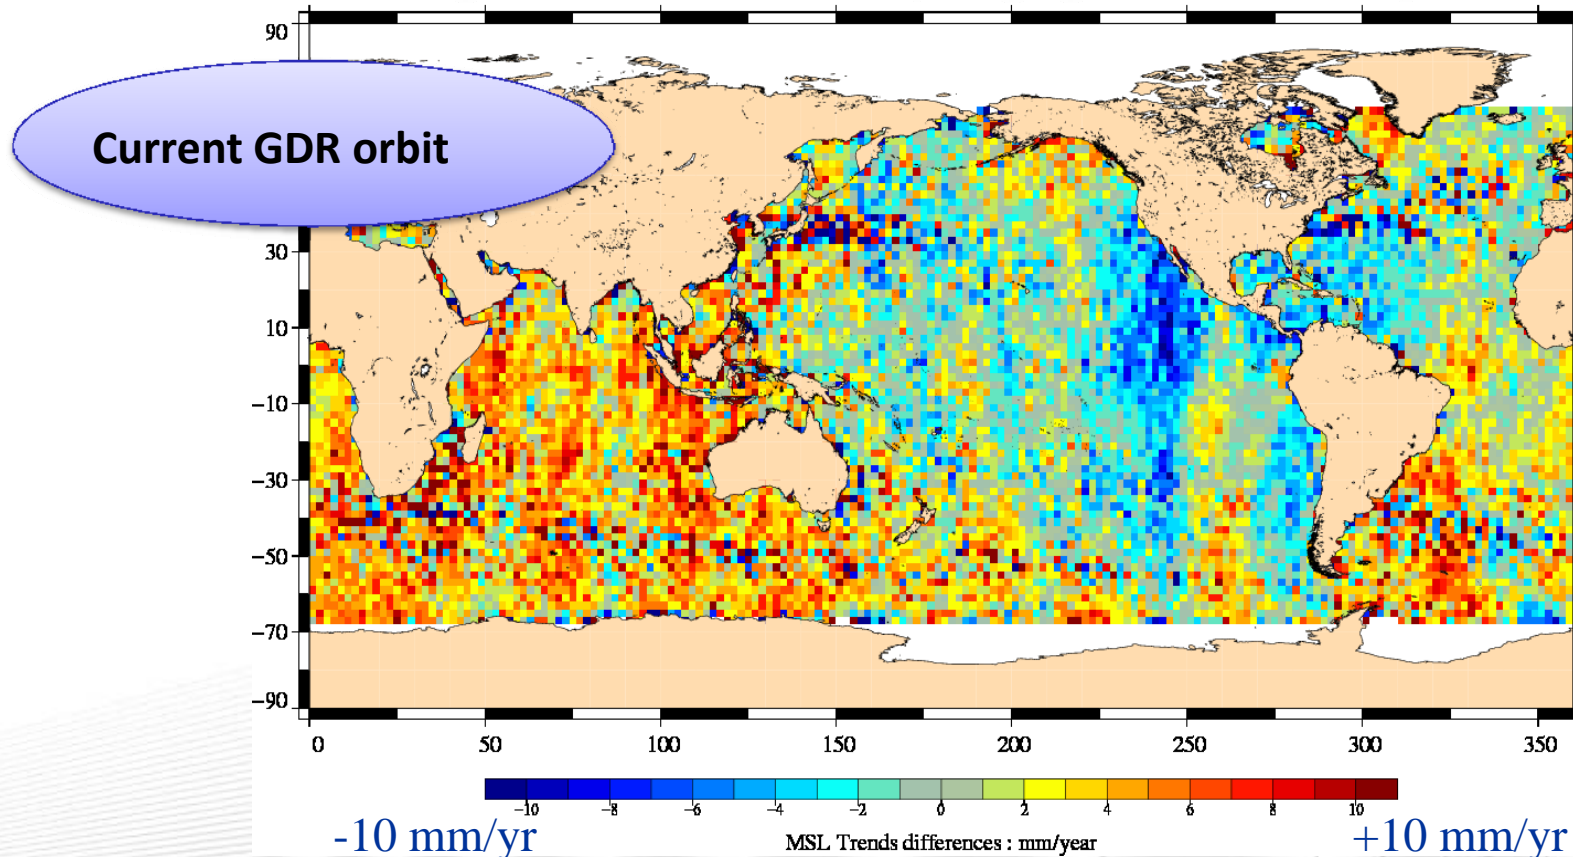 90
Current GDR orbit
30
10
-10
-30
-50
-70
-90
0 50 100 150 200 250 300 350
-10 -8 -6 -4 -2 0 2 4 6 8 10
-10 mm/yr MSL Trends differences : mm/year +10 mm/yr